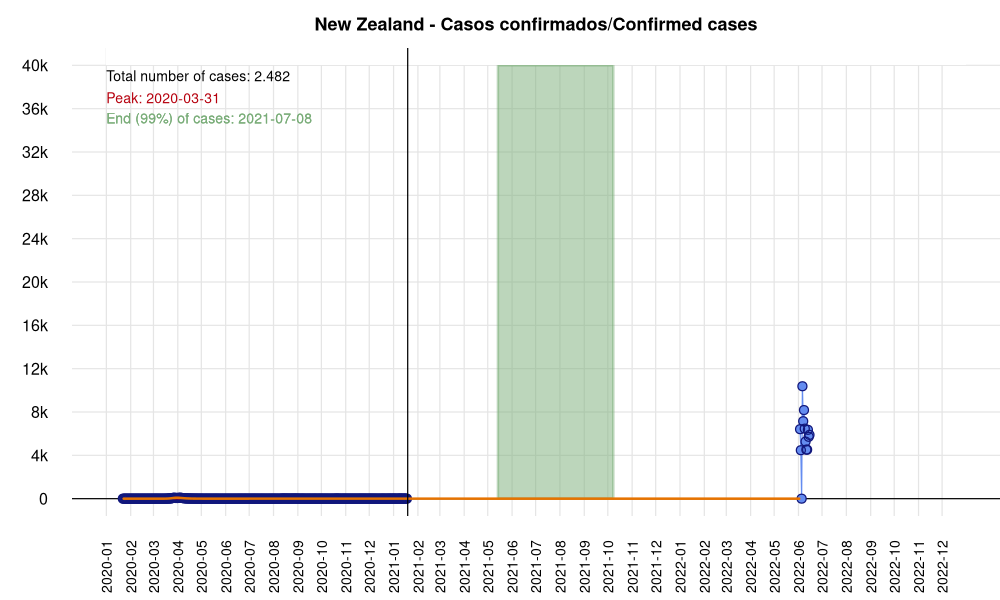 New Zealand - Casos confirmados/Confirmed cases
Total number of cases: 2.482
Peak: 2020-03-31
End (99%) of cases: 2021-07-08
40k
36k
32k
28k
24k
20k
16k
12k
8k
4k
0
2020-01
2020-02
2020-03
2020-04
2020-05
2020-06
2020-07
2020-08
2020-09
2020-10
2020-11
2020-12
2021-01
2021-02
2021-03
2021-04
2021-05
2021-06
2021-07
2021-08
2021-09
2021-10
2021-11
2021-12
2022-01
2022-02
2022-03
2022-04
2022-05
2022-06
2022-07
2022-08
2022-09
2022-10
2022-11
2022-12